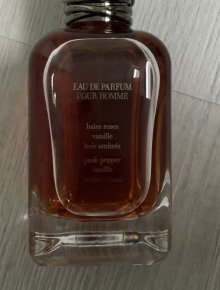 EAU DE PARFUM
POUR HOMME
baies roses
vanille
bois ambrés
pink pepper
vanilla
amber wood